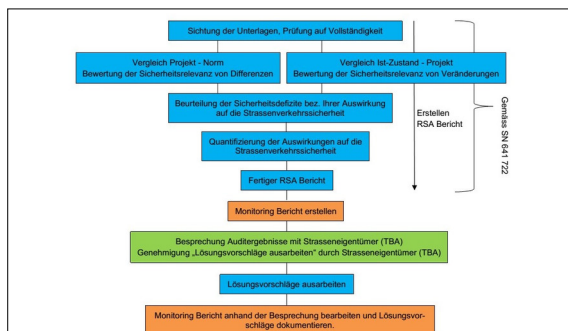 Sichtung der Unterlagen, Prüfung auf Vollständigkeit
Vergleich Projekt - Norm
Bewertung der Sicherheitsrelevanz von Differenzen
Vergleich Ist-Zustand - Projekt
Bewertung der Sicherheitsrelevanz von Veränderungen
Beurteilung der Sicherheitsdefizite bez. Ihrer Auswirkung
auf die Strassenverkehrssicherheit
Erstellen
RSA Bericht
Gemäss SN 641 722
Quantifizierung der Auswirkungen auf die
Strassenverkehrssicherheit
Fertiger RSA Bericht
Monitoring Bericht erstellen
Besprechung Auditergebnisse mit Strasseneigentümer (TBA)
Genehmigung „Lösungsvorschläge ausarbeiten" durch Strasseneigentümer (TBA)
Lösungsvorschläge ausarbeiten
Monitoring Bericht anhand der Besprechung bearbeiten und Lösungsvor-
schläge dokumentieren.